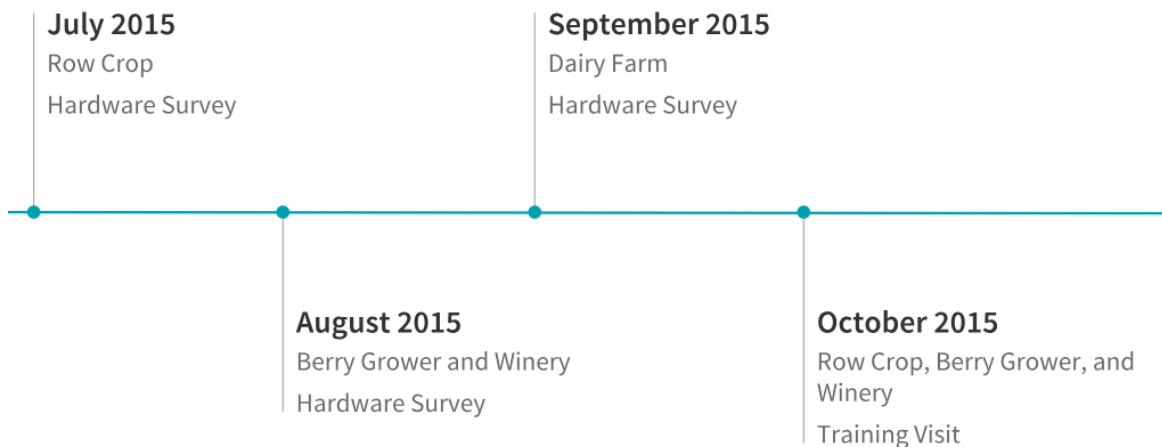 July 2015
Row Crop
Hardware Survey
August 2015
Berry Grower and Winery
Hardware Survey
September 2015
Dairy Farm
Hardware Survey
October 2015
Row Crop, Berry Grower, and
Winery
Training Visit